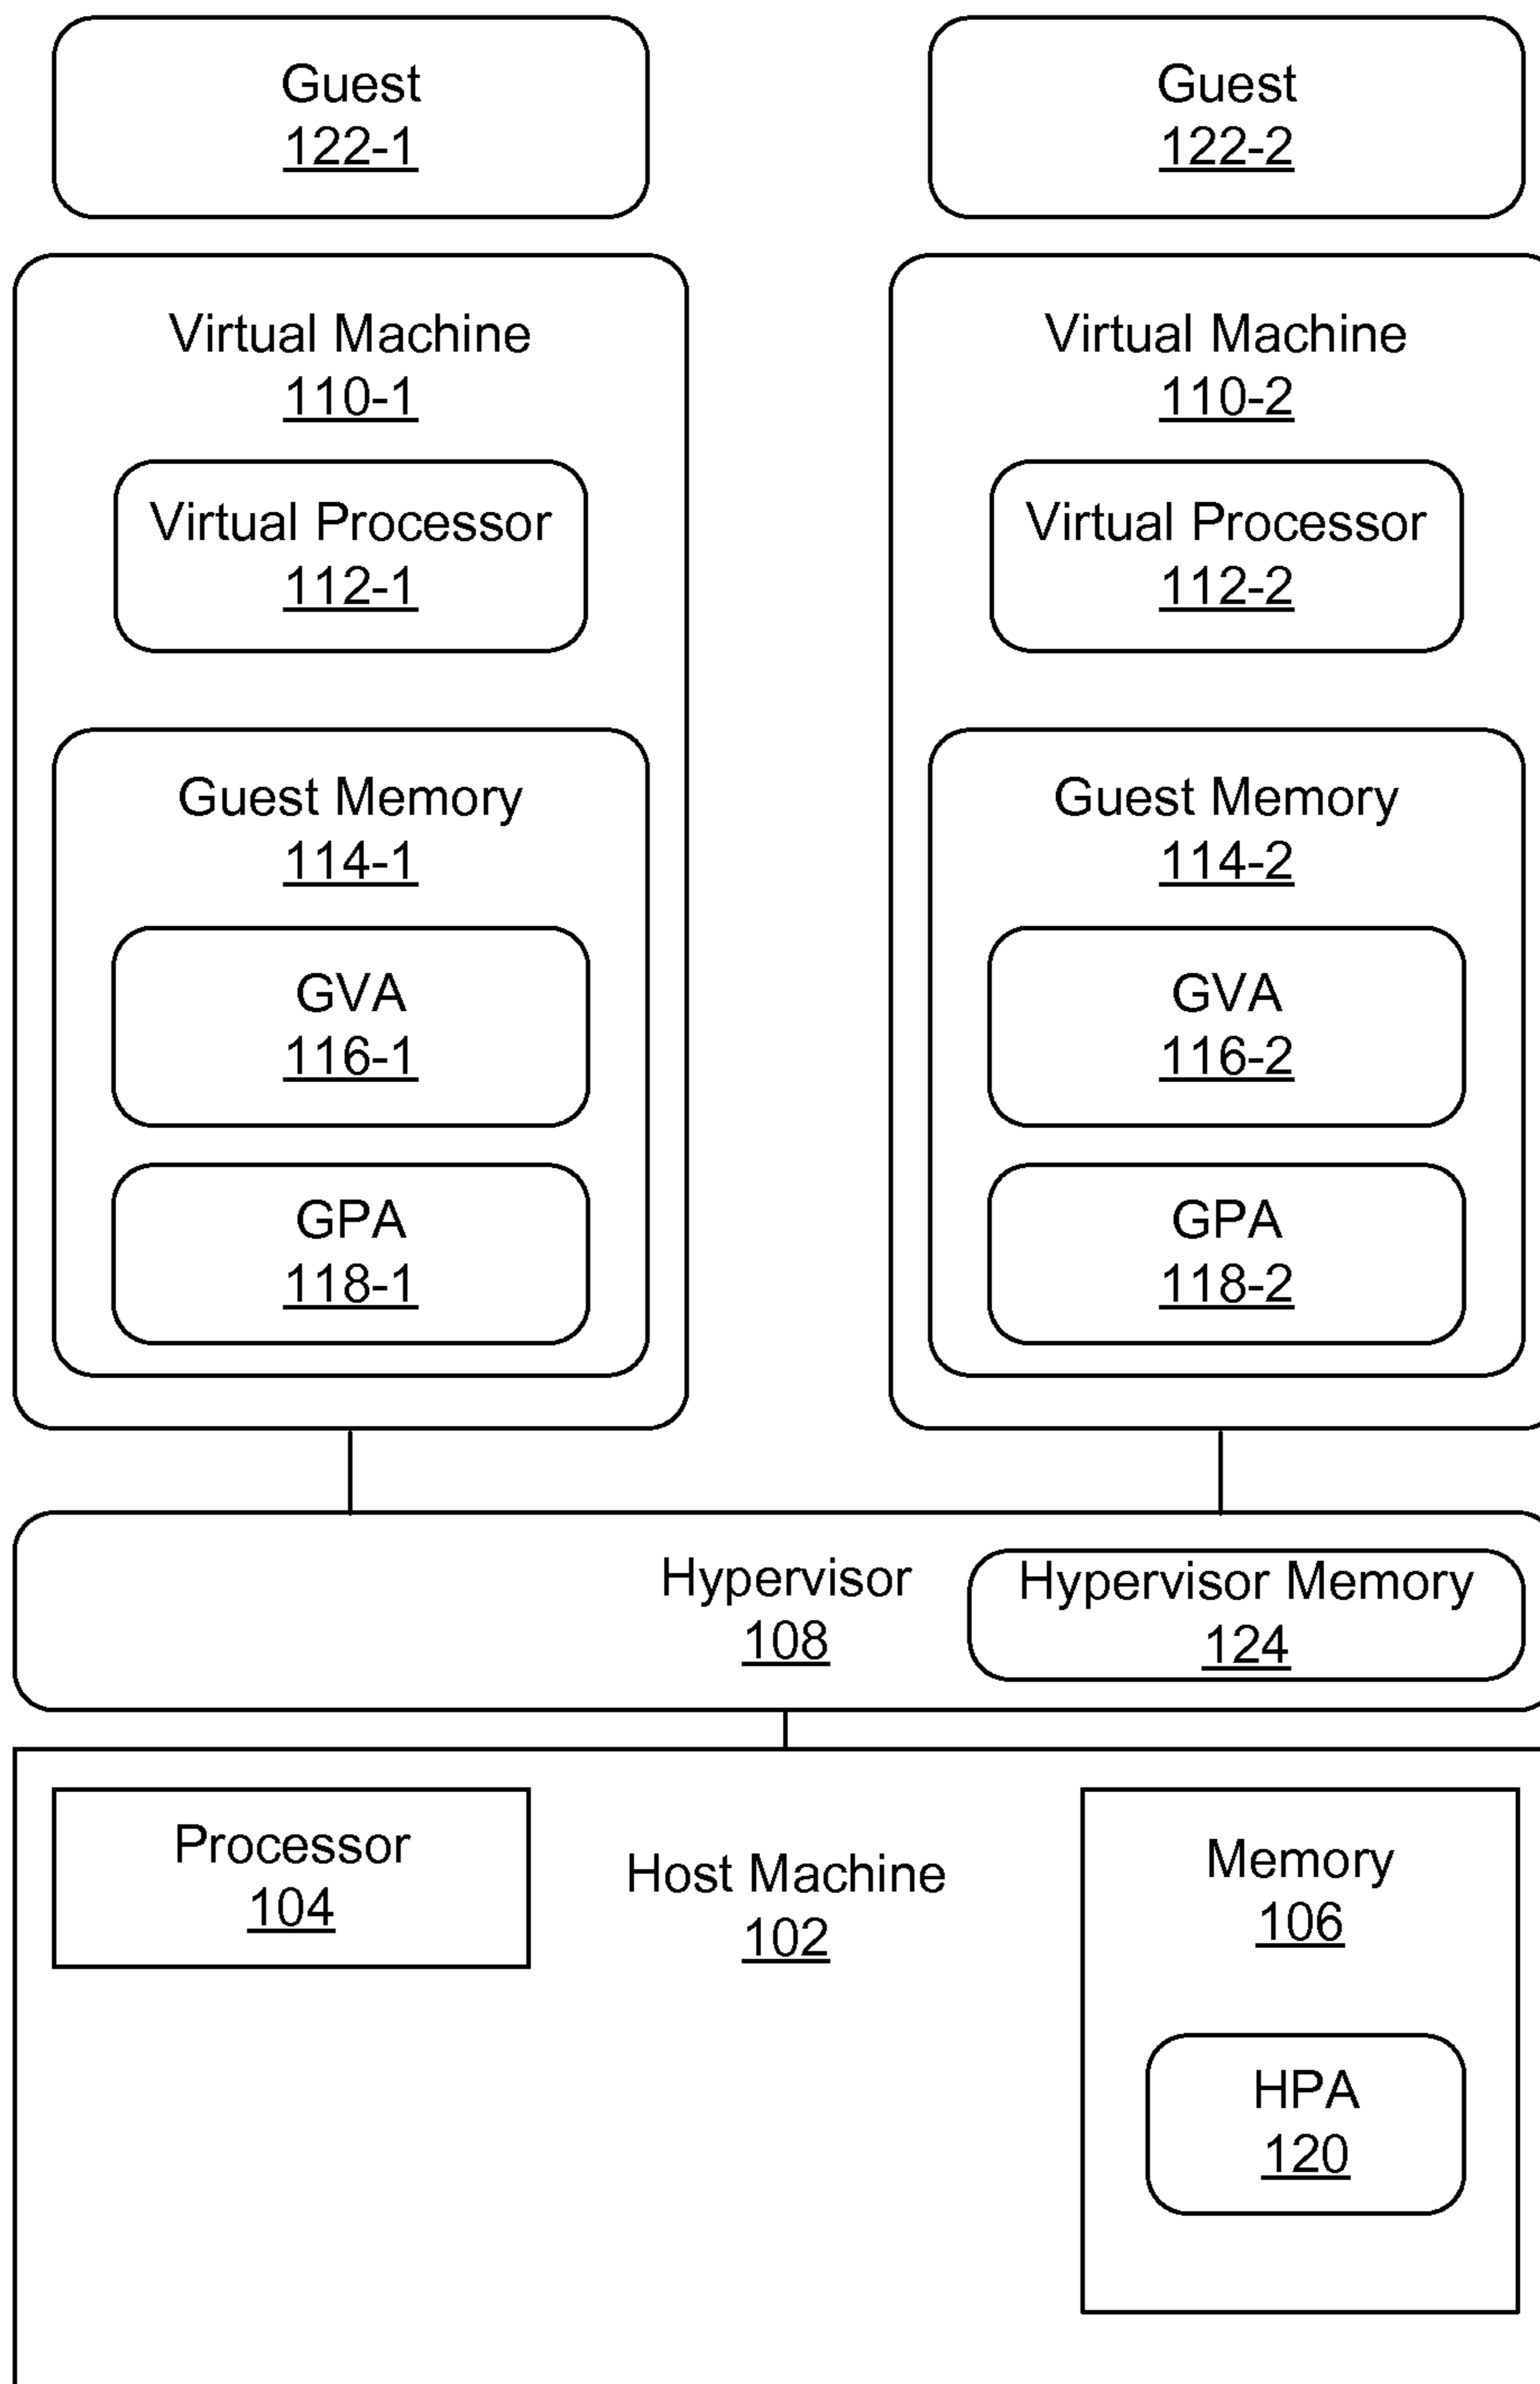 Guest
122-1
Guest
122-2
Virtual Machine
110-1
Virtual Processor
112-1
Guest Memory
114-1
GVA
116-1
GPA
118-1
Virtual Machine
110-2
Virtual Processor
112-2
Guest Memory
114-2
GVA
116-2
GPA
118-2
Hypervisor
108
Hypervisor Memory
124
Processor
104
Host Machine
102
Memory
106
HPA
120